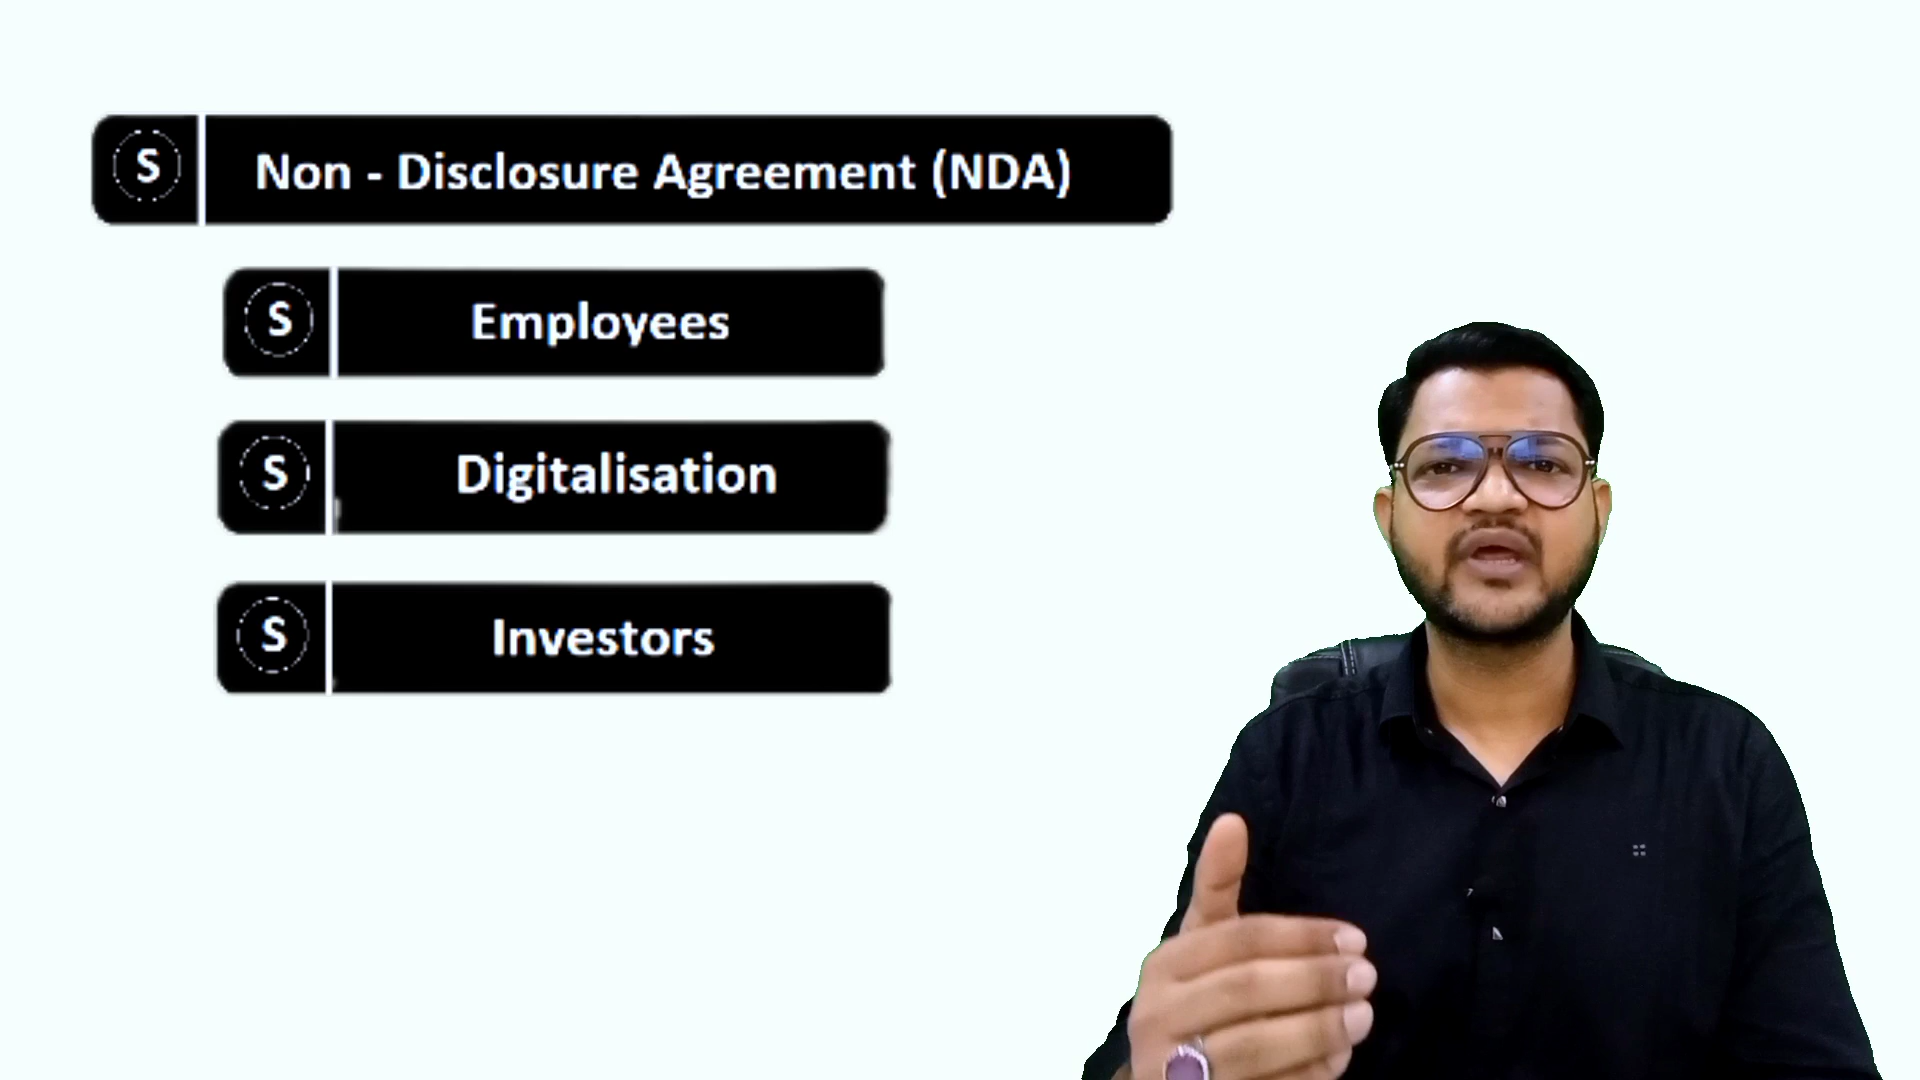 S Non - Disclosure Agreement (NDA)
S Employees
S Digitalisation
S Investors